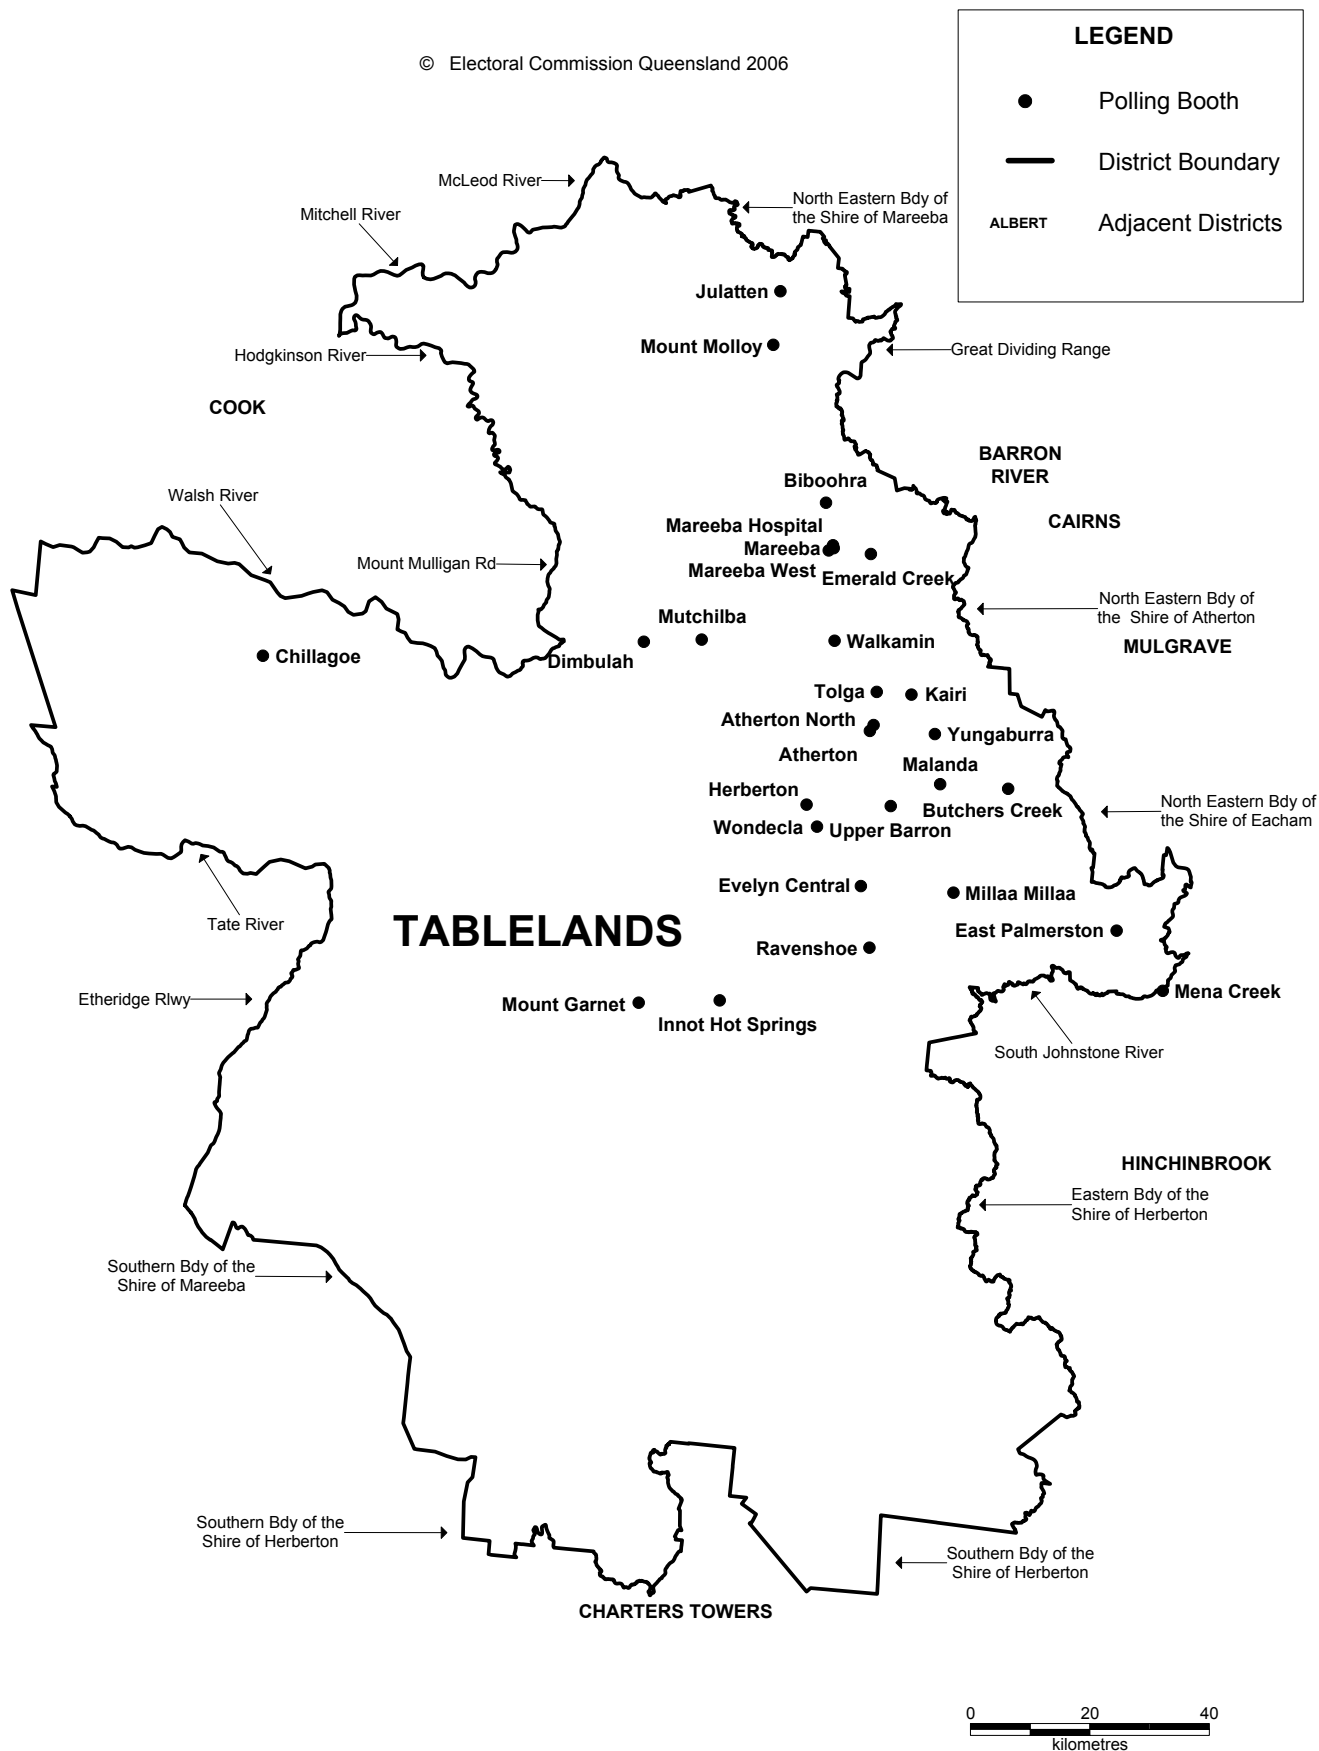 © Electoral Commission Queensland 2006
LEGEND
Polling Booth
District Boundary
ALBERT Adjacent Districts
McLeod River
North Eastern Bdy of
the Shire of Mareeba
Mitchell River
Julatten
Mount Molloy
Hodgkinson River
Great Dividing Range
COOK
BARRON
RIVER
Biboohra
Walsh River
CAIRNS
Mareeba Hospital
Mareeba
Mareeba West
Emerald Creek
Mount Mulligan Rd
North Eastern Bdy of
the Shire of Atherton
Mutchilba
MULGRAVE
Walkamin
Chillagoe
Dimbulah
Tolga
Kairi
Atherton North
Yungaburra
Atherton
Malanda
Herberton
Butchers Creek
North Eastern Bdy of
the Shire of Eacham
Wondecla
Upper Barron
Evelyn Central
Millaa Millaa
Tate River
TABLELANDS
East Palmerston
Ravenshoe
Etheridge Rlwy
Mount Garnet
Mena Creek
Innot Hot Springs
South Johnstone River
HINCHINBROOK
Eastern Bdy of the
Shire of Herberton
Southern Bdy of the
Shire of Mareeba
Southern Bdy of the
Shire of Herberton
Southern Bdy of the
Shire of Herberton
CHARTERS TOWERS
0 20 40
kilometres